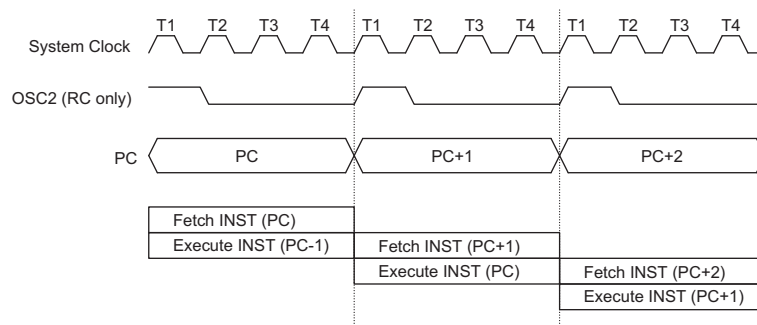 T1 T2 T3 T4 T1 T2 T3 T4 T1 T2 T3 T4
System Clock
OSC2 (RC only)
PC PC PC+1 PC+2
Fetch INST (PC)
Execute INST (PC-1) Fetch INST (PC+1)
Execute INST (PC) Fetch INST (PC+2)
Execute INST (PC+1)